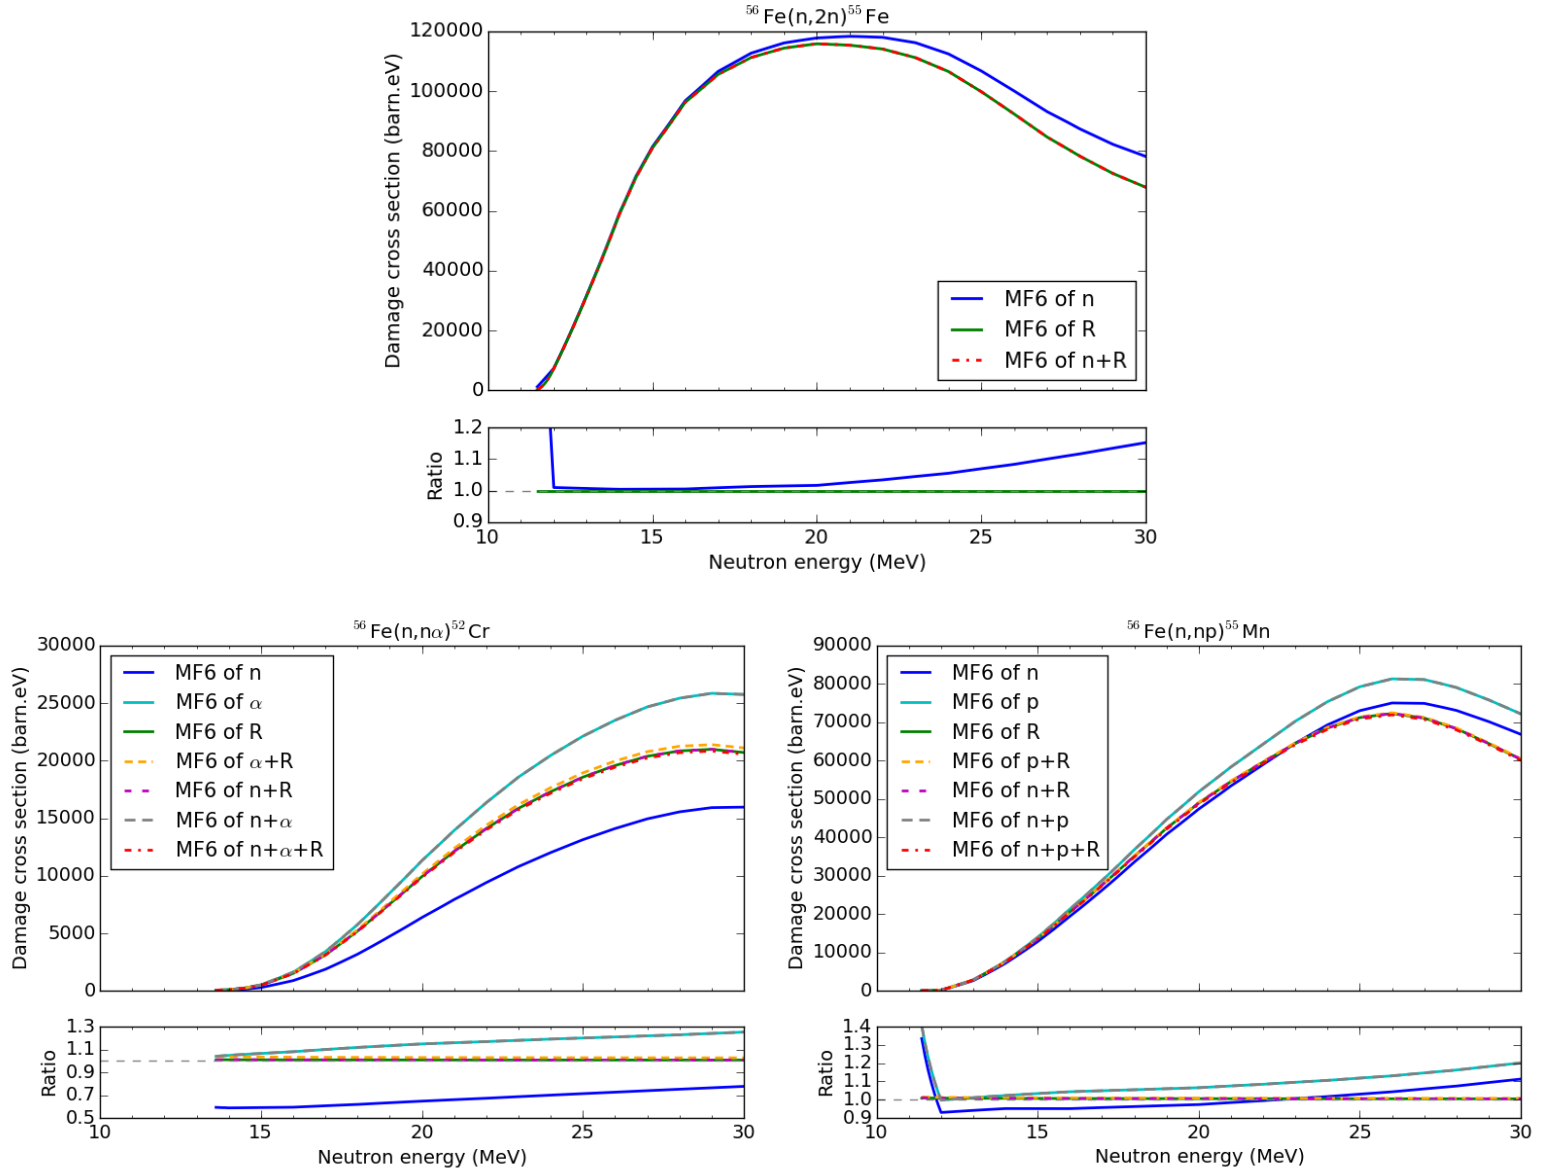 ⁵⁶Fe(n,2n)⁵⁵Fe
Damage cross section (barn.eV)
120000
100000
80000
60000
40000
20000
0
MF6 of n
MF6 of R
MF6 of n+R
Ratio
1.2
1.1
1.0
0.9
10 15 20 25 30
Neutron energy (MeV)
⁵⁶Fe(n,nα)⁵²Cr
Damage cross section (barn.eV)
30000
25000
20000
15000
10000
5000
0
MF6 of n
MF6 of α
MF6 of R
MF6 of α+R
MF6 of n+R
MF6 of n+α
MF6 of n+α+R
Ratio
1.3
1.1
0.9
0.7
0.5
10 15 20 25 30
Neutron energy (MeV)
⁵⁶Fe(n,np)⁵⁵Mn
Damage cross section (barn.eV)
90000
80000
70000
60000
50000
40000
30000
20000
10000
0
MF6 of n
MF6 of p
MF6 of R
MF6 of p+R
MF6 of n+R
MF6 of n+p
MF6 of n+p+R
Ratio
1.4
1.3
1.2
1.1
1.0
0.9
10 15 20 25 30
Neutron energy (MeV)